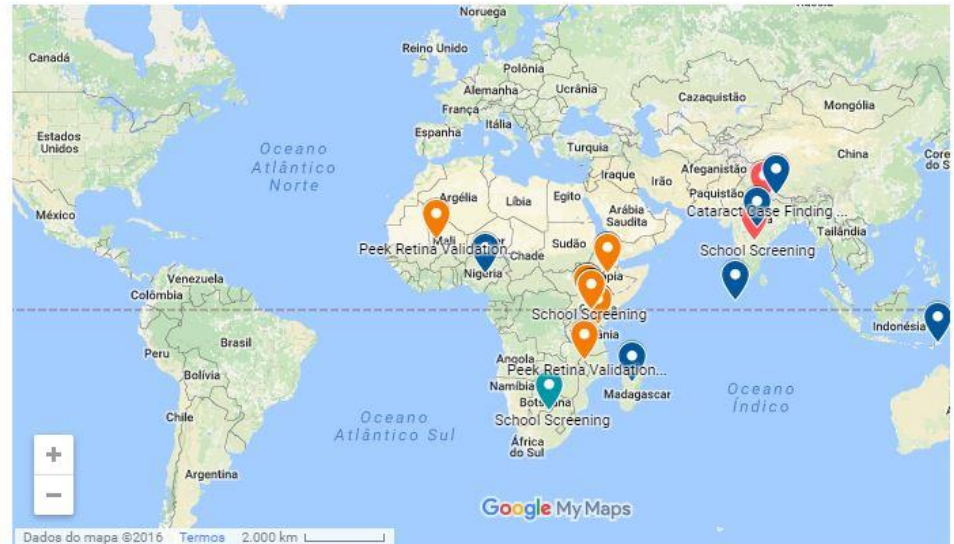 Noruega
Canadá
Reino Unido
Polônia
Alemanha
Ucrânia
Cazaquistão
Mongólia
França
Itália
Estados
Unidos
Espanha
Turquia
Oceano
Atlântico
Norte
Afeganistão
China
Iraque
Irão
Paquistão
Argélia
Líbia
Egito
Arábia
Saudita
México
Cataract Case Finding ...
Tailândia
Mali
Sudão
Chade
Peek Retina Validation...
School Screening
Nigéria
Venezuela
Colômbia
School Screening
Indonésia
Peru
Brasil
Angola
Peek Retina Validation...
Bolívia
Namíbia
Madagascar
Oceano
Índico
Chile
School Screening
Oceano
Atlântico Sul
África
do Sul
+
Argentina
−
Google My Maps
Dados do mapa ©2016 Termos 2.000 km